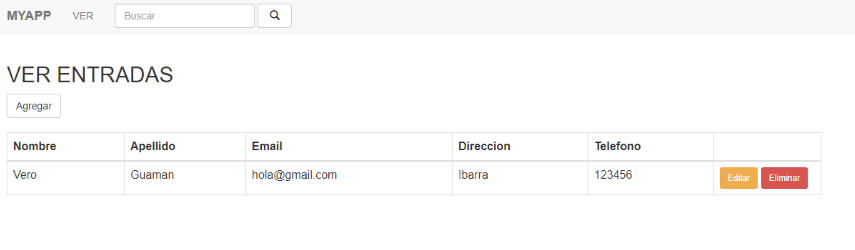 MYAPP VER Buscar
VER ENTRADAS
Agregar
Nombre Apellido Email Direccion Telefono
Vero Guaman hola@gmail.com Ibarra 123456 Editar Eliminar